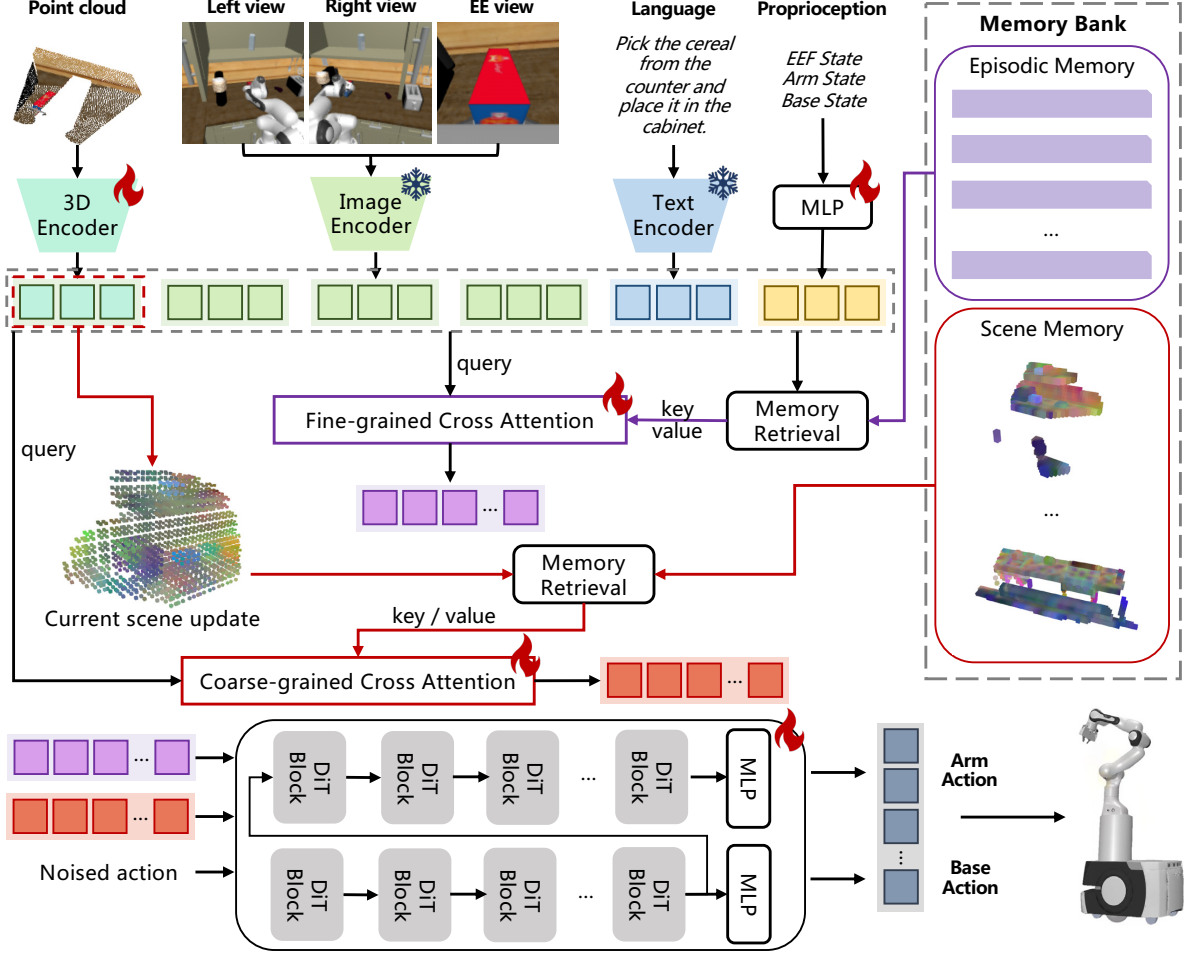 Point cloud
Left view
Right view
EE view
Language
Proprioception
Pick the cereal
from the
counter and
place it in the
cabinet.
EEF State
Arm State
Base State
Memory Bank
Episodic Memory
...
3D
Encoder
Image
Encoder
Text
Encoder
MLP
Scene Memory
...
query
Fine-grained Cross Attention
key
value
Memory
Retrieval
query
...
Current scene update
Memory
Retrieval
key / value
Coarse-grained Cross Attention
...
...
...
Noised action
DiT
Block
DiT
Block
DiT
Block
...
DiT
Block
MLP
DiT
Block
DiT
Block
DiT
Block
...
DiT
Block
MLP
...
Arm
Action
Base
Action